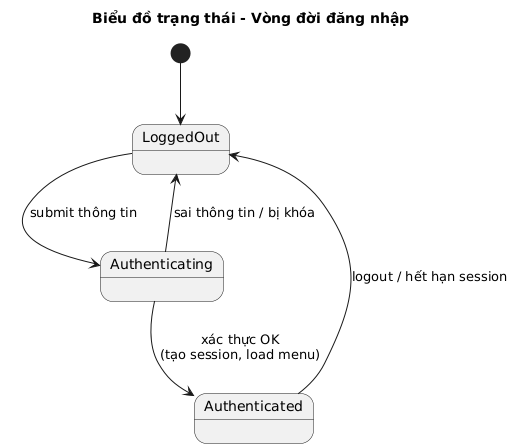 Biểu đồ trạng thái - Vòng đời đăng nhập
LoggedOut
submit thông tin
sai thông tin / bị khóa
Authenticating
logout / hết hạn session
xác thực OK
(tạo session, load menu)
Authenticated